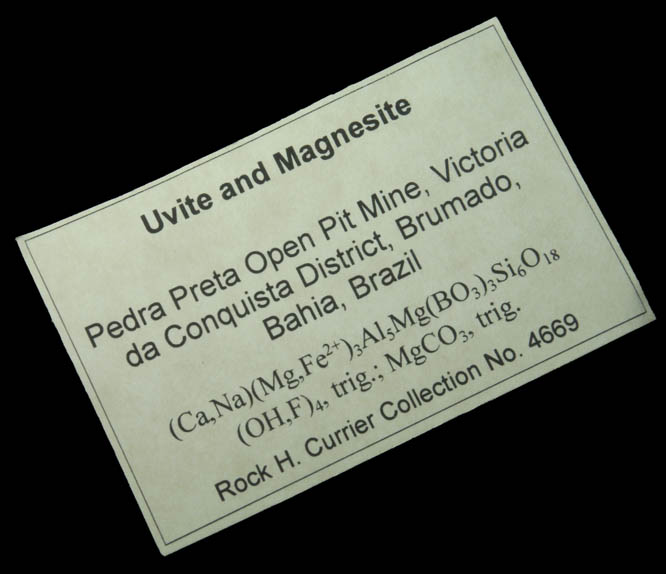 Uvite and Magnesite
Pedra Preta Open Pit Mine, Victoria
da Conquista District, Brumado,
Bahia, Brazil
(Ca,Na)(Mg,Fe²⁺)₃Al₅Mg(BO₃)₃Si₆O₁₈
(OH,F)₄, trig.; MgCO₃, trig.
Rock H. Currier Collection No. 4669